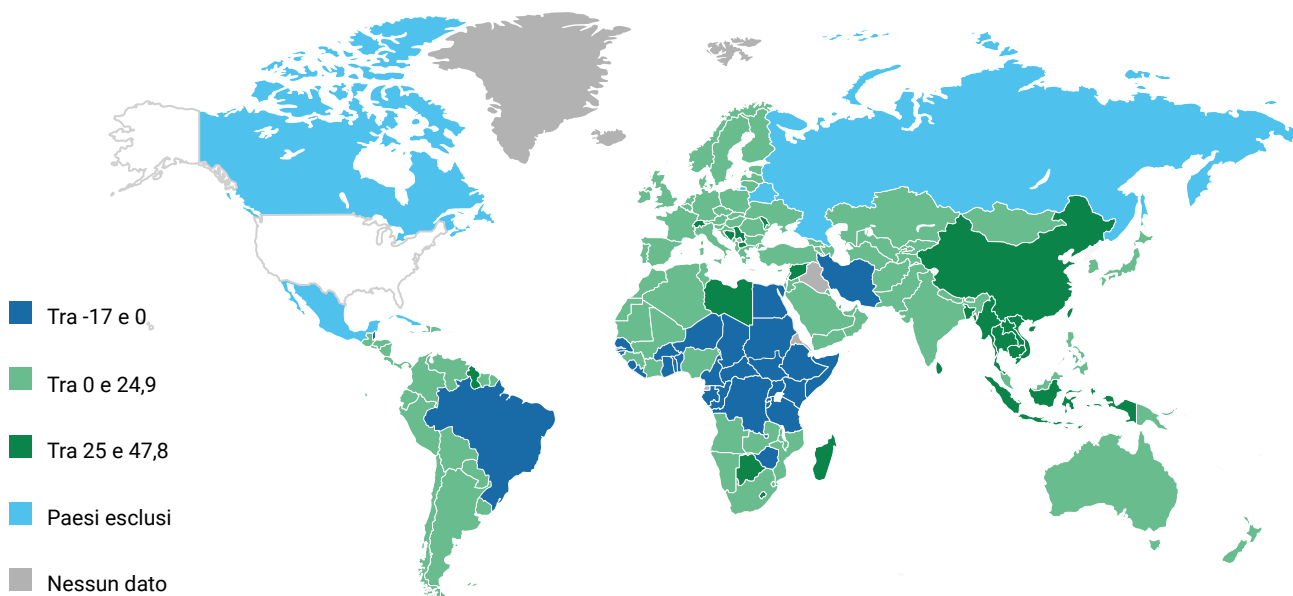 Tra -17 e 0
Tra 0 e 24,9
Tra 25 e 47,8
Paesi esclusi
Nessun dato